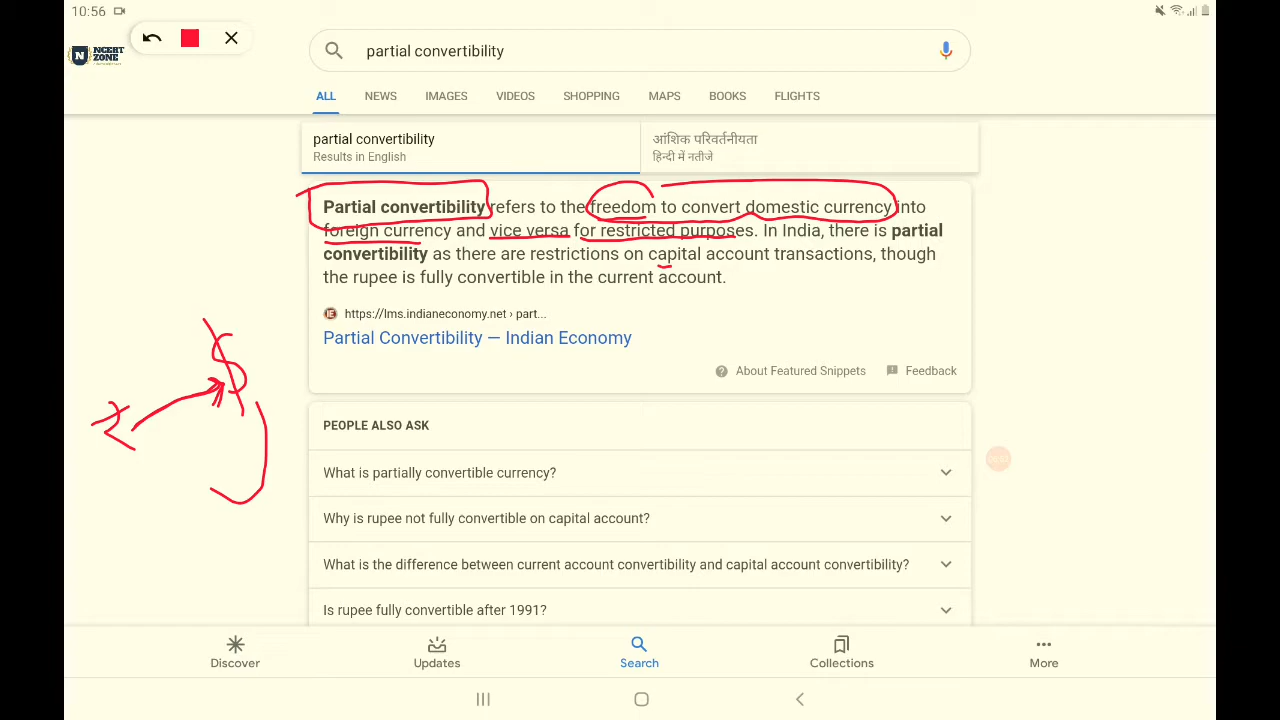 10:56
NCERT
ZONE
partial convertibility
ALL NEWS IMAGES VIDEOS SHOPPING MAPS BOOKS FLIGHTS
partial convertibility
Results in English
आंशिक परिवर्तनीयता
हिन्दी में नतीजे
Partial convertibility refers to the freedom to convert domestic currency into
foreign currency and vice versa for restricted purposes. In India, there is partial
convertibility as there are restrictions on capital account transactions, though
the rupee is fully convertible in the current account.
https://lms.indianeconomy.net › part...
Partial Convertibility — Indian Economy
About Featured Snippets Feedback
$
₹
PEOPLE ALSO ASK
What is partially convertible currency?
Why is rupee not fully convertible on capital account?
What is the difference between current account convertibility and capital account convertibility?
Is rupee fully convertible after 1991?
Discover Updates Search Collections More